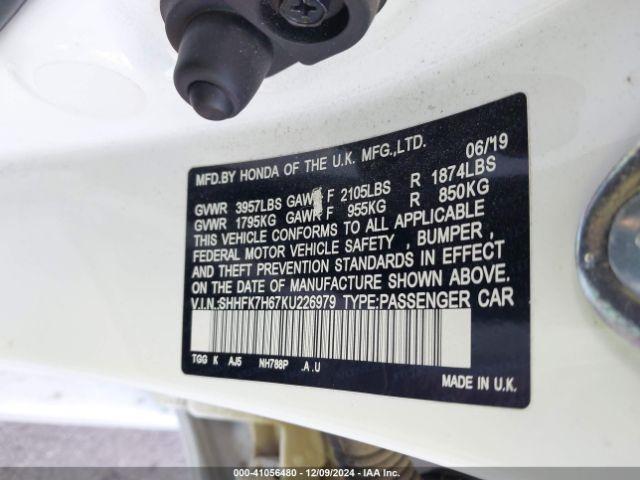 MFD.BY HONDA OF THE U.K. MFG.,LTD. 06/19
GVWR 3957LBS GAWR F 2105LBS R 1874LBS
GVWR 1795KG GAWR F 955KG R 850KG
THIS VEHICLE CONFORMS TO ALL APPLICABLE
FEDERAL MOTOR VEHICLE SAFETY , BUMPER ,
AND THEFT PREVENTION STANDARDS IN EFFECT
ON THE DATE OF MANUFACTURE SHOWN ABOVE.
V.I.N.:SHHFK7H67KU226979 TYPE:PASSENGER CAR
TGG K AJ5 NH788P .A .U
MADE IN U.K.
000-41056480 - 12/09/2024 - IAA Inc.